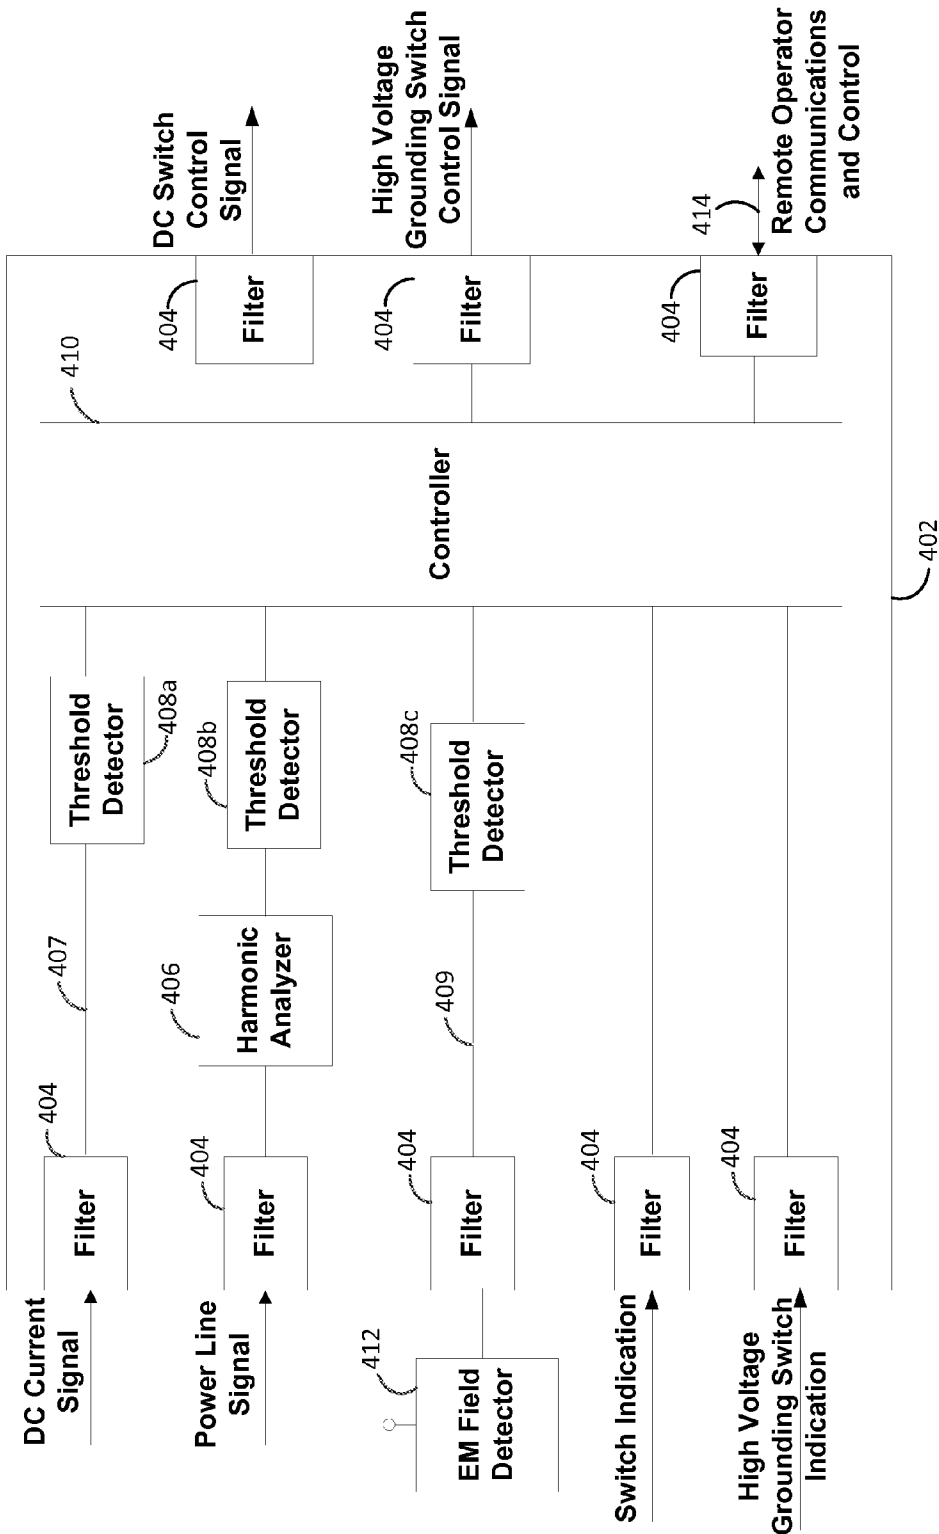 DC Current
Signal
Filter
404
407
Threshold
Detector
408a
410
Filter
404
DC Switch
Control
Signal
Power Line
Signal
Filter
404
Harmonic
Analyzer
406
Threshold
Detector
408b
Controller
Filter
404
High Voltage
Grounding Switch
Control Signal
412
EM Field
Detector
Filter
404
409
Threshold
Detector
408c
Switch Indication
Filter
404
High Voltage
Grounding Switch
Indication
Filter
404
Filter
404
414
Remote Operator
Communications
and Control
402